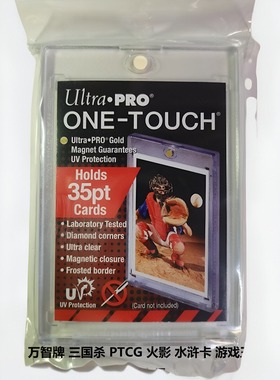 Ultra•PRO®
ONE-TOUCH®
Ultra•PRO® Gold
Magnet Guarantees
UV Protection
Holds
35pt
Cards
• Laboratory Tested
• Diamond corners
• Ultra clear
• Magnetic closure
• Frosted border
UV
UV Protection
(Card not included)
万智牌 三国杀 PTCG 火影 水浒卡 游戏王